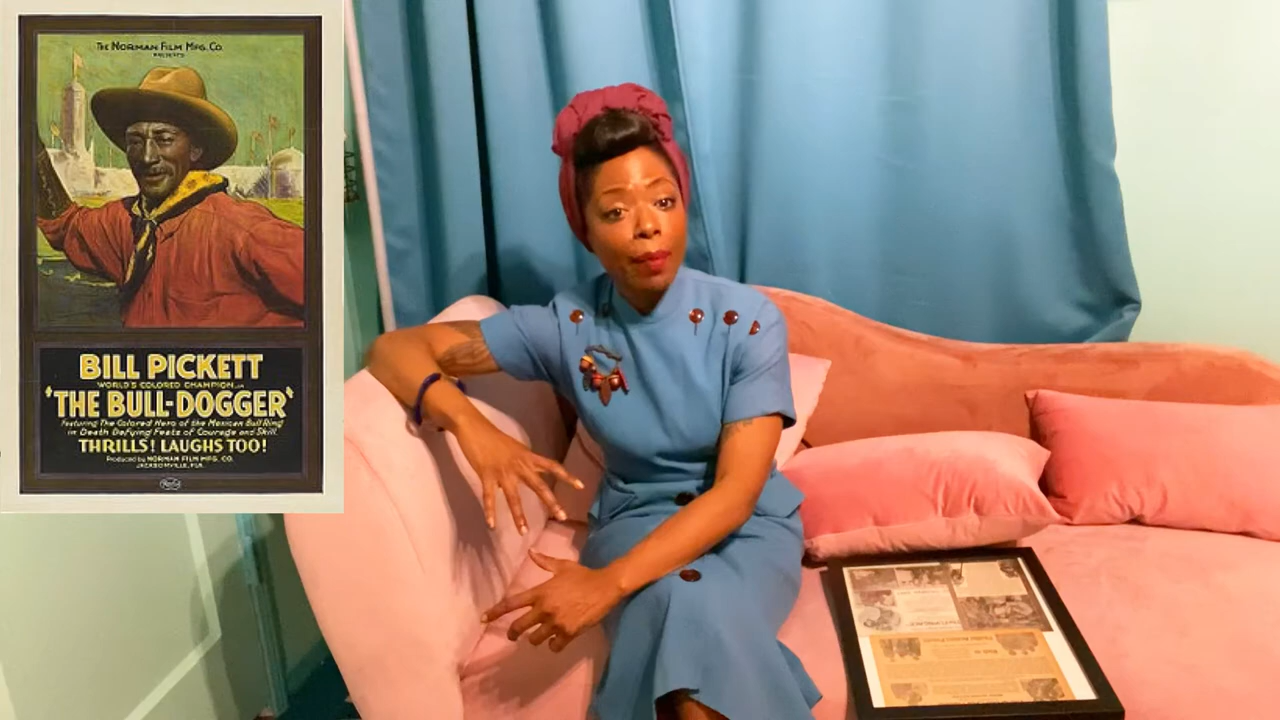 THE NORMAN FILM MFG. CO.
PRESENTS
BILL PICKETT
WORLD'S COLORED CHAMPION...IN
'THE BULL-DOGGER'
Featuring The Colored Hero of the Mexican Bull Ring
in Death Defying Feats of Courage and Skill.
THRILLS! LAUGHS TOO!
Produced by NORMAN FILM MFG. CO.
JACKSONVILLE, FLA.